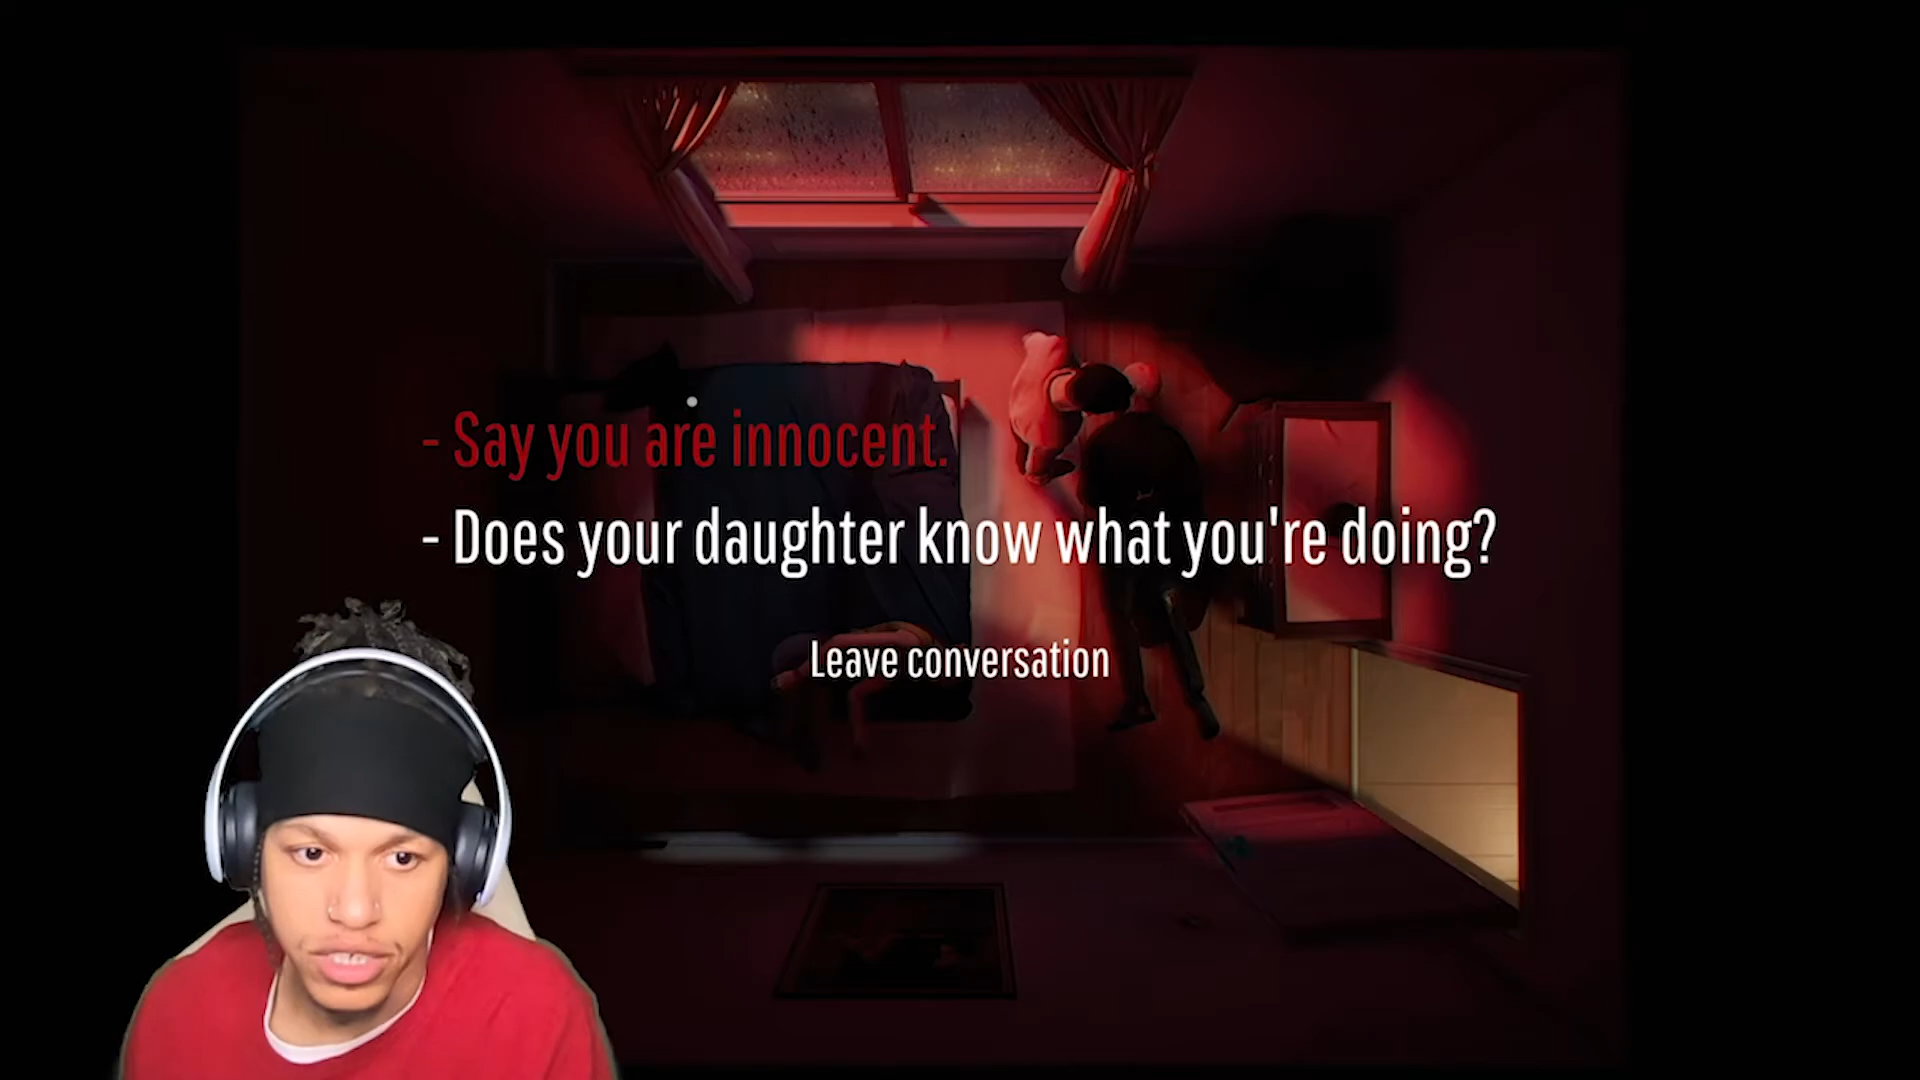 - Say you are innocent.
- Does your daughter know what you're doing?
Leave conversation